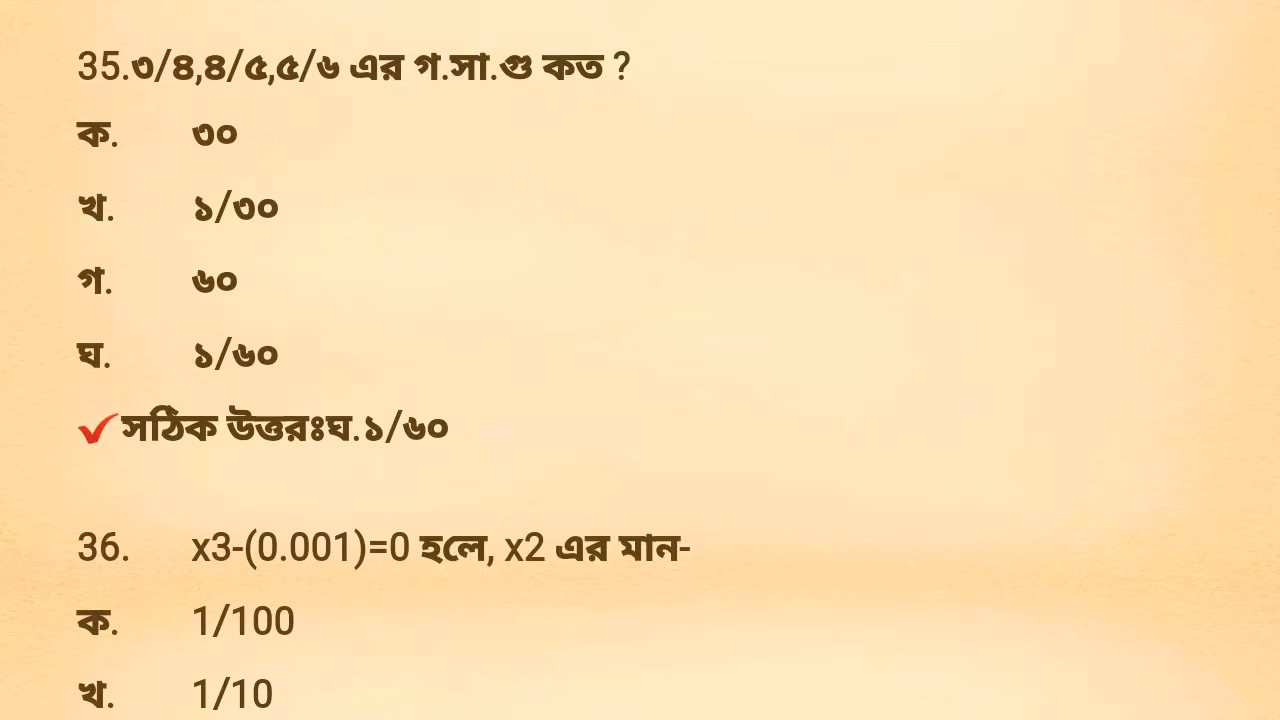 35.৩/৪,৪/৫,৫/৬ এর গ.সা.গু কত ?
ক. ৩০
খ. ১/৩০
গ. ৬০
ঘ. ১/৬০
✔সঠিক উত্তরঃঘ.১/৬০
36. x3-(0.001)=0 হলে, x2 এর মান-
ক. 1/100
খ. 1/10